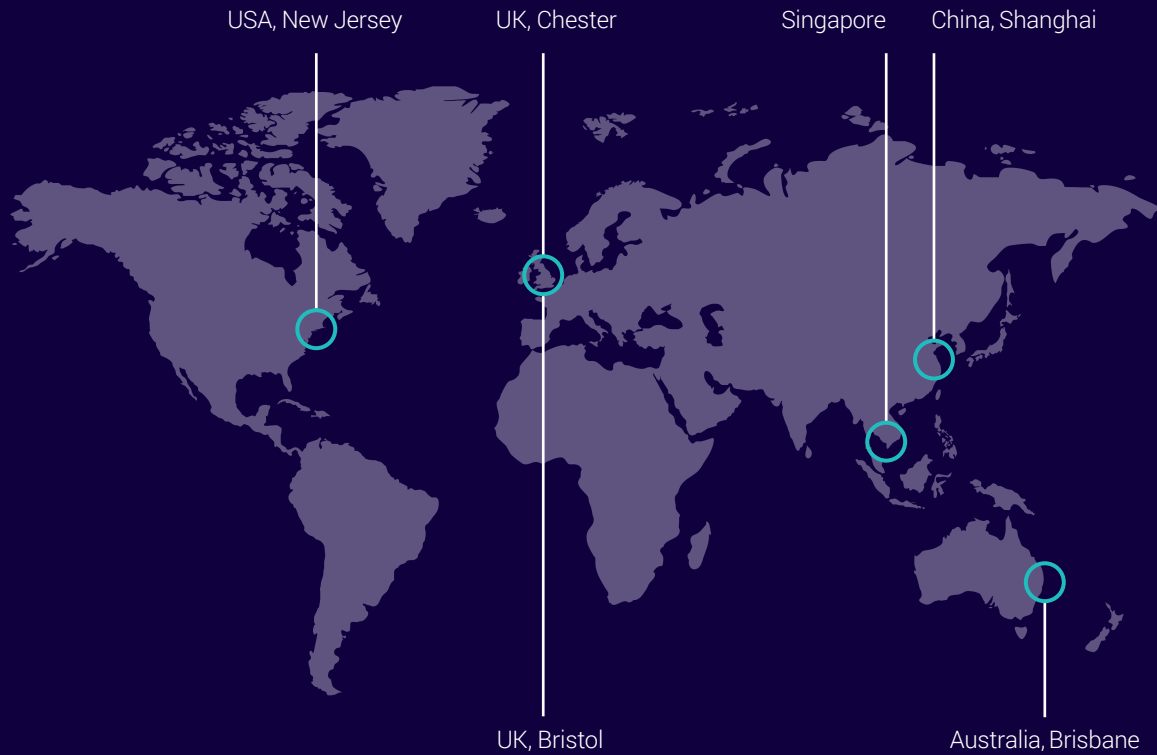 USA, New Jersey
UK, Chester
Singapore
China, Shanghai
UK, Bristol
Australia, Brisbane